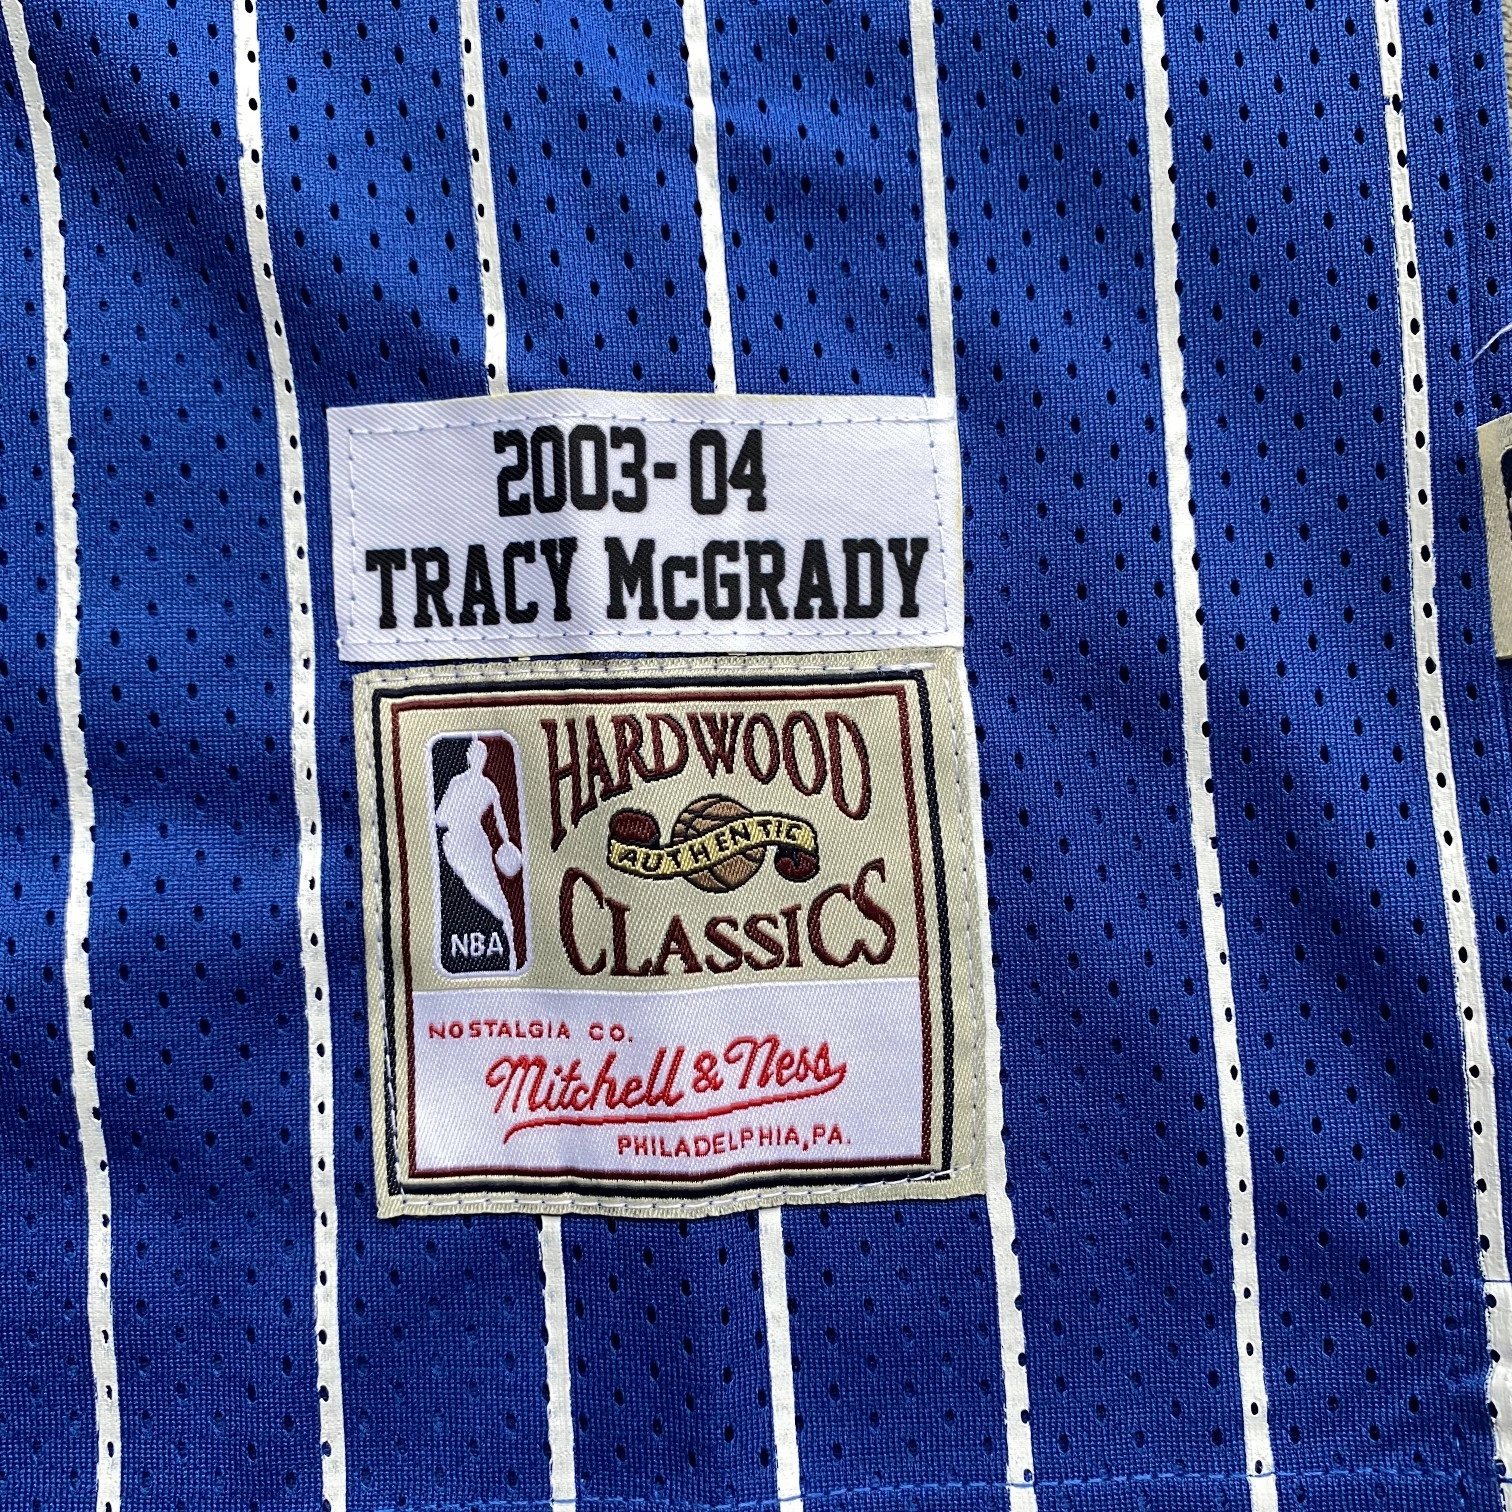 2003-04
TRACY McGRADY
HARDWOOD
AUTHENTIC
CLASSICS
NBA
NOSTALGIA CO.
Mitchell & Ness
PHILADELPHIA, PA.